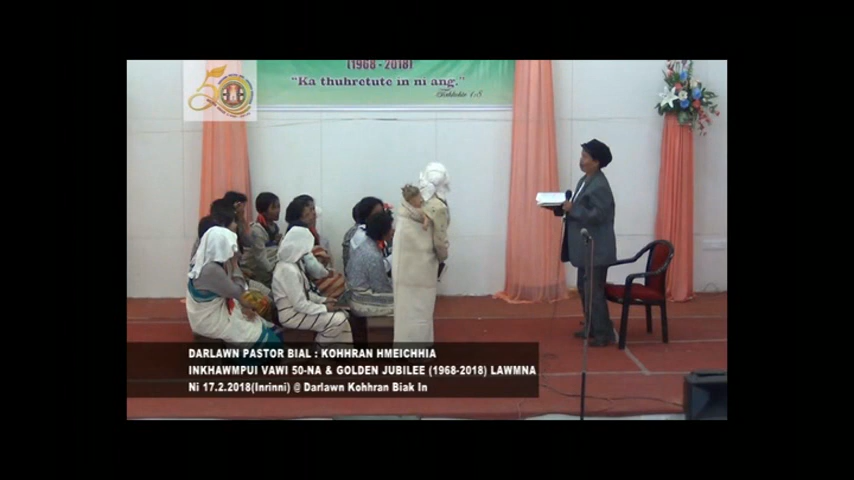 (1968 - 2018)
"Ka thuhretute in ni ang."
DARLAWN PASTOR BIAL : KOHHRAN HMEICHHIA
INKHAWMPUI VAWI 50-NA & GOLDEN JUBILEE (1968-2018) LAWMNA
Ni 17.2.2018(Inrinni) @ Darlawn Kohhran Biak In